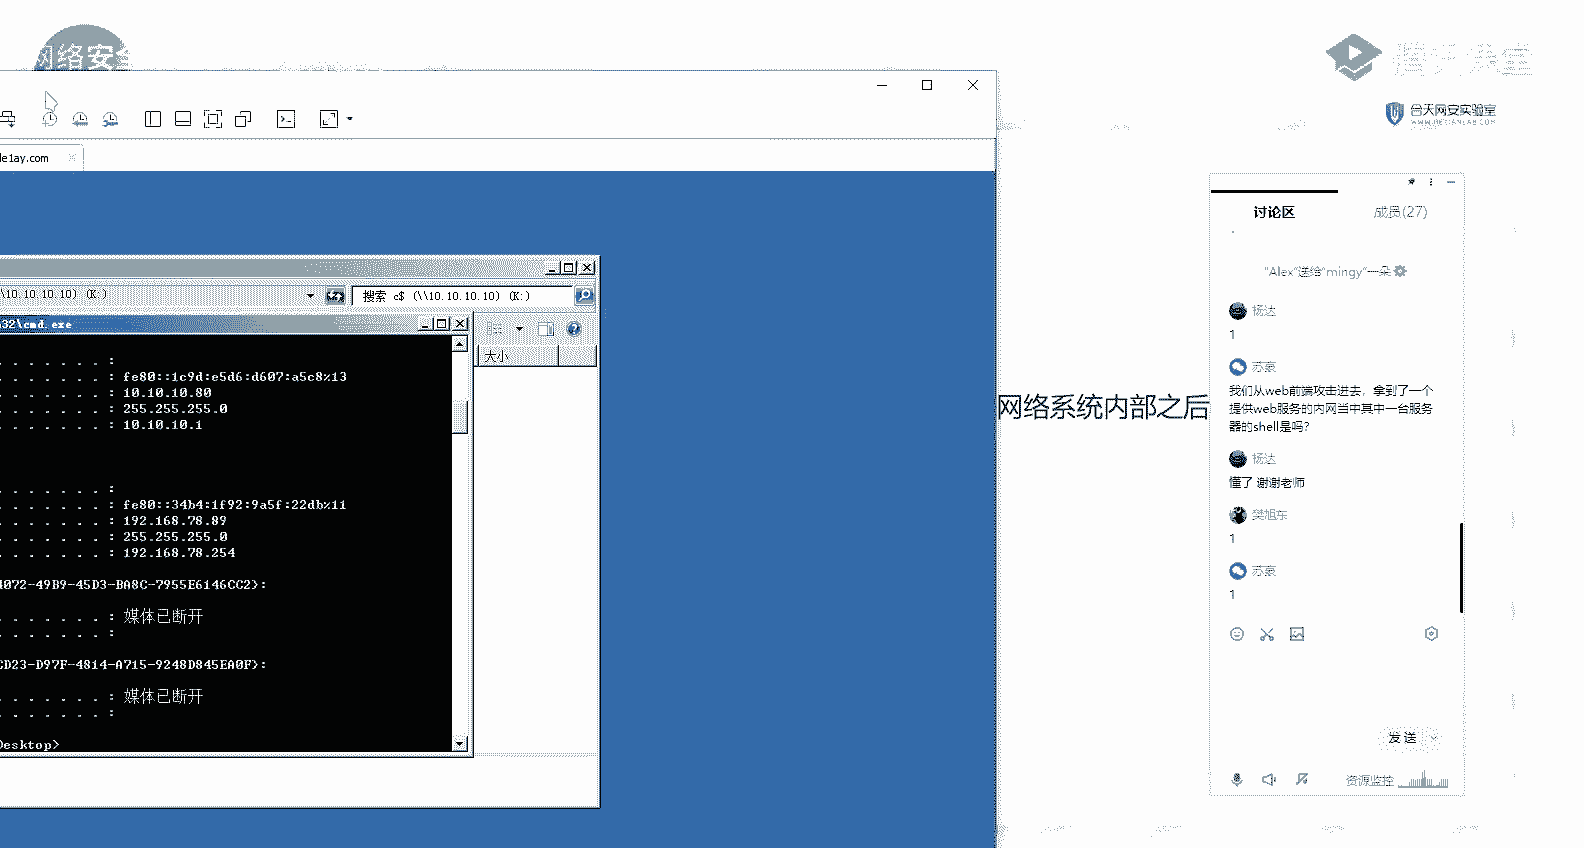 网络安全
腾讯课堂
合天网安实验室
WWW.HETIANLAB.COM
de1ay.com
\\10.10.10.10) (K:)
搜索 c$ (\\10.10.10.10) (K:)
32\cmd.exe
大小
. . . . . . . :
. . . . . . . : fe80::1c9d:e5d6:d607:a5c8%13
. . . . . . . : 10.10.10.80
. . . . . . . : 255.255.255.0
. . . . . . . : 10.10.10.1
. . . . . . . :
. . . . . . . : fe80::34b4:1f92:9a5f:22db%11
. . . . . . . : 192.168.78.89
. . . . . . . : 255.255.255.0
. . . . . . . : 192.168.78.254
4072-49B9-45D3-BA8C-7955E6146CC2}:
. . . . . . . : 媒体已断开
. . . . . . . :
CD23-D97F-4814-A715-9248D845EA0F}:
. . . . . . . : 媒体已断开
. . . . . . . :
Desktop>
网络系统内部之后
讨论区
成员(27)
"Alex"送给"mingy"一朵
杨达
1
苏豪
我们从web前端攻击进去，拿到了一个
提供web服务的内网当中其中一台服务
器的shell是吗?
杨达
懂了 谢谢老师
樊旭东
1
苏豪
1
发送
资源监控